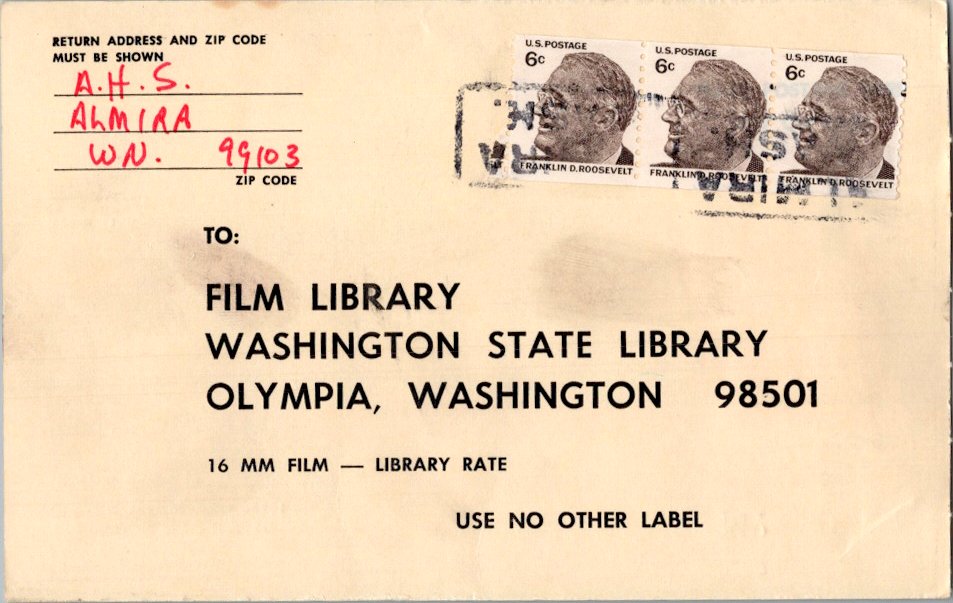 RETURN ADDRESS AND ZIP CODE
MUST BE SHOWN
A.H.S.
ALMIRA
WN. 99103
ZIP CODE
U.S. POSTAGE
6c
FRANKLIN D. ROOSEVELT
U.S. POSTAGE
6c
FRANKLIN D. ROOSEVELT
U.S. POSTAGE
6c
FRANKLIN D. ROOSEVELT
ALMIRA
TO:
FILM LIBRARY
WASHINGTON STATE LIBRARY
OLYMPIA, WASHINGTON 98501
16 MM FILM — LIBRARY RATE
USE NO OTHER LABEL